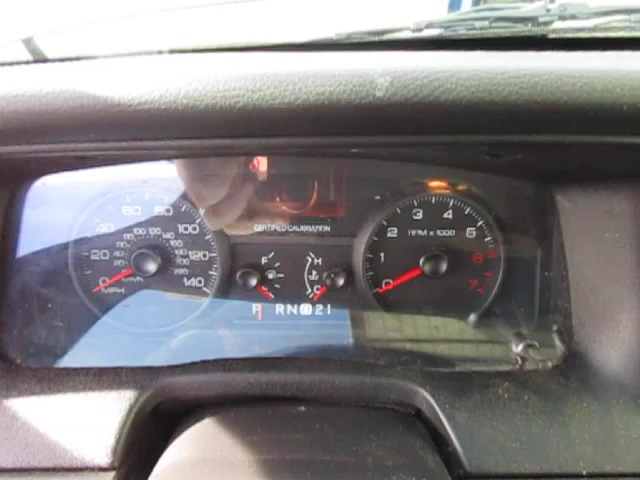 0 20 40 60 80 100 120 140
MPH
km/h
CERTIFIED CALIBRATION
F
H
C
0 1 2 3 4 5 6 7
RPM x 1000
P RND21